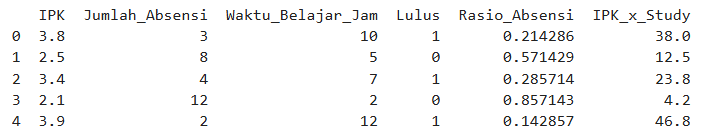 IPK Jumlah_Absensi Waktu_Belajar_Jam Lulus Rasio_Absensi IPK_x_Study
0 3.8 3 10 1 0.214286 38.0
1 2.5 8 5 0 0.571429 12.5
2 3.4 4 7 1 0.285714 23.8
3 2.1 12 2 0 0.857143 4.2
4 3.9 2 12 1 0.142857 46.8